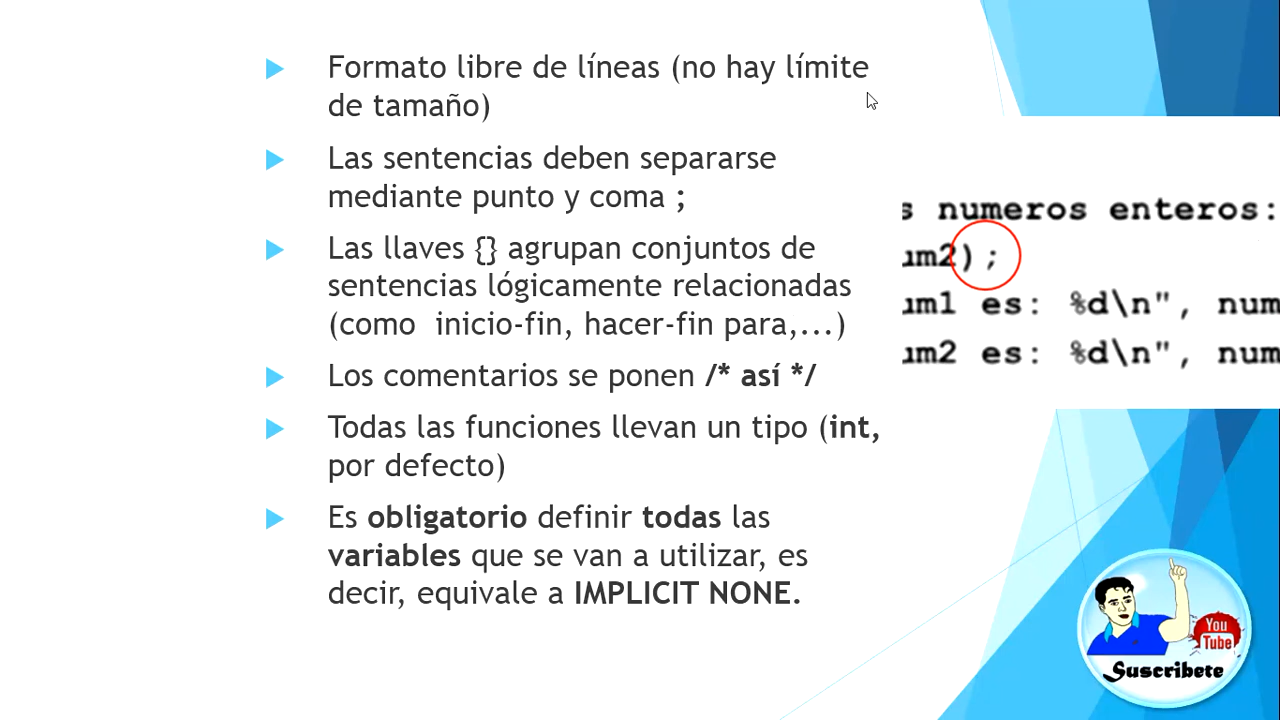 Formato libre de líneas (no hay límite
de tamaño)
Las sentencias deben separarse
mediante punto y coma ;
Las llaves {} agrupan conjuntos de
sentencias lógicamente relacionadas
(como  inicio-fin, hacer-fin para,...)
Los comentarios se ponen /* así */
Todas las funciones llevan un tipo (int,
por defecto)
Es obligatorio definir todas las
variables que se van a utilizar, es
decir, equivale a IMPLICIT NONE.
s numeros enteros:
um2);
um1 es: %d\n", num
um2 es: %d\n", num
You
Tube
Suscribete